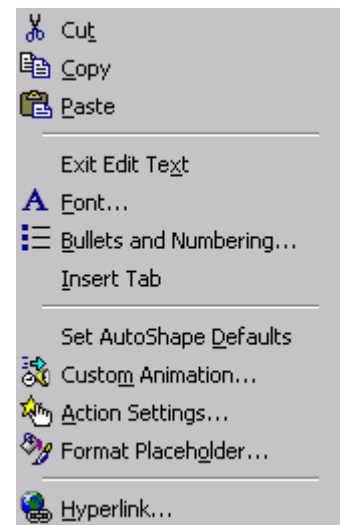 Cut
Copy
Paste
Exit Edit Text
Font...
Bullets and Numbering...
Insert Tab
Set AutoShape Defaults
Custom Animation...
Action Settings...
Format Placeholder...
Hyperlink...